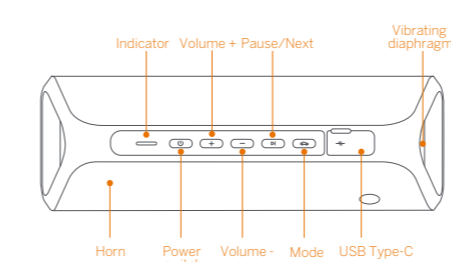 Vibrating
Indicator Volume + Pause/Next diaphragm
Horn Power Volume - Mode USB Type-C